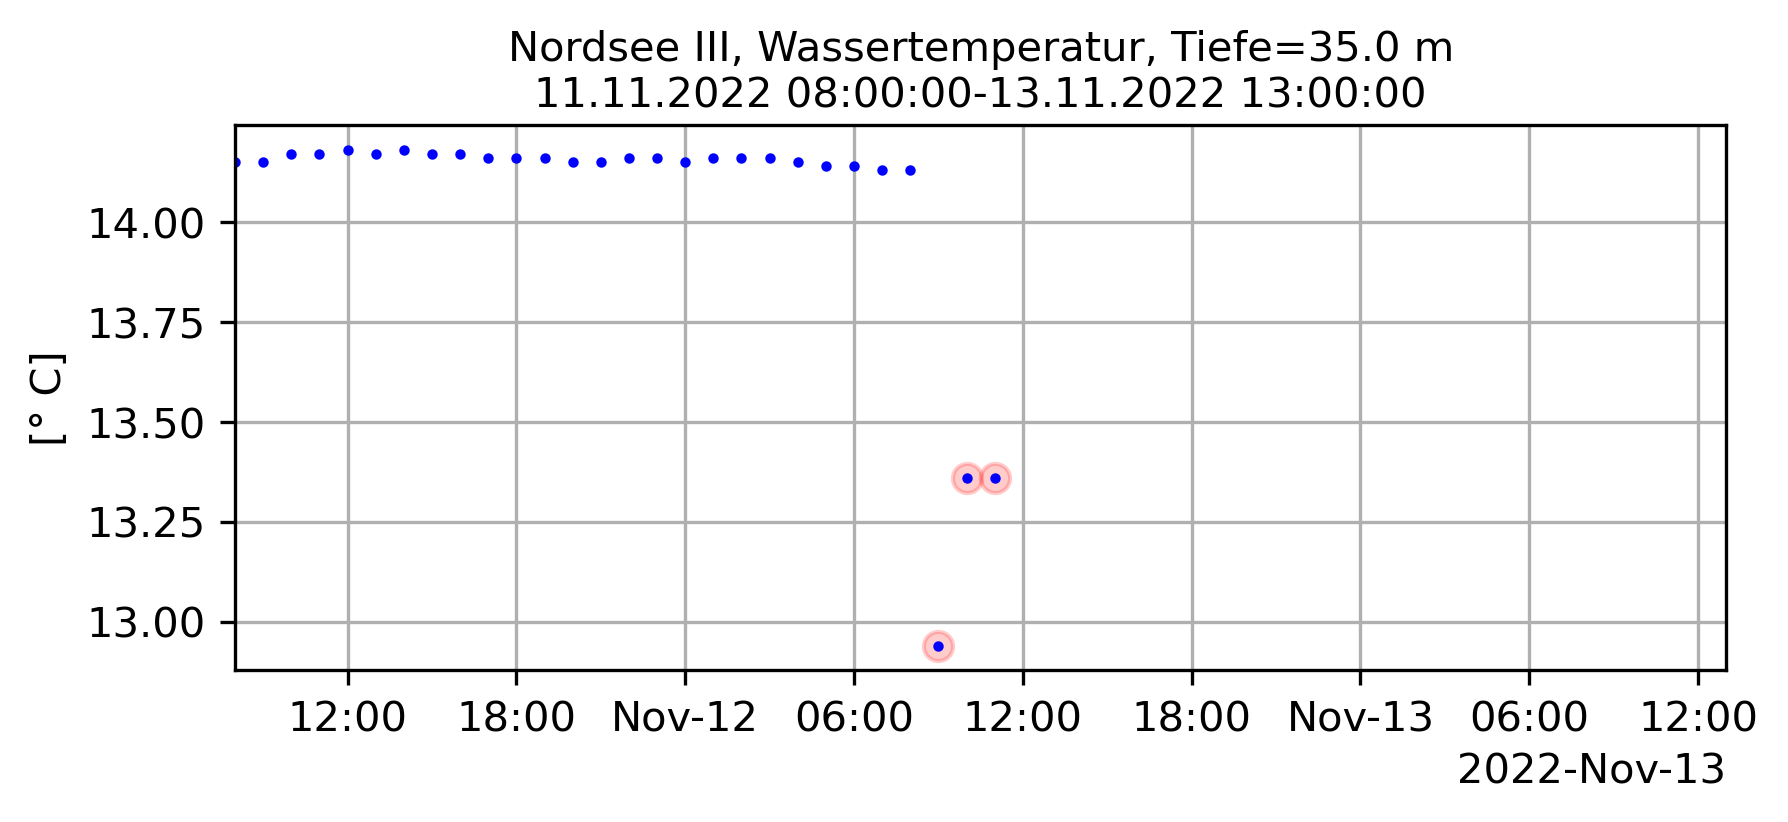 Nordsee III, Wassertemperatur, Tiefe=35.0 m
11.11.2022 08:00:00-13.11.2022 13:00:00
[° C]
14.00
13.75
13.50
13.25
13.00
12:00 18:00 Nov-12 06:00 12:00 18:00 Nov-13 06:00 12:00
2022-Nov-13